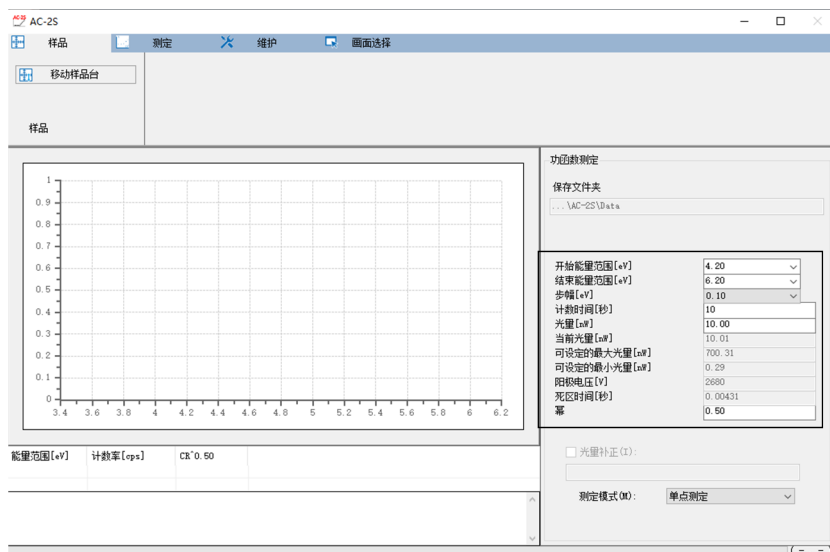 AC-2S
样品 测定 维护 画面选择
移动样品台
样品
功函数测定
保存文件夹
...\AC-2S\Data
1
0.9
0.8
0.7
0.6
0.5
0.4
0.3
0.2
0.1
0
3.4 3.6 3.8 4 4.2 4.4 4.6 4.8 5 5.2 5.4 5.6 5.8 6 6.2
开始能量范围[eV] 4.20
结束能量范围[eV] 6.20
步幅[eV] 0.10
计数时间[秒] 10
光量[nW] 10.00
当前光量[nW] 10.01
可设定的最大光量[nW] 700.31
可设定的最小光量[nW] 0.29
阳极电压[V] 2680
死区时间[秒] 0.00431
幂 0.50
能量范围[eV] 计数率[cps] CR^0.50
光量补正(I):
测定模式(M): 单点测定